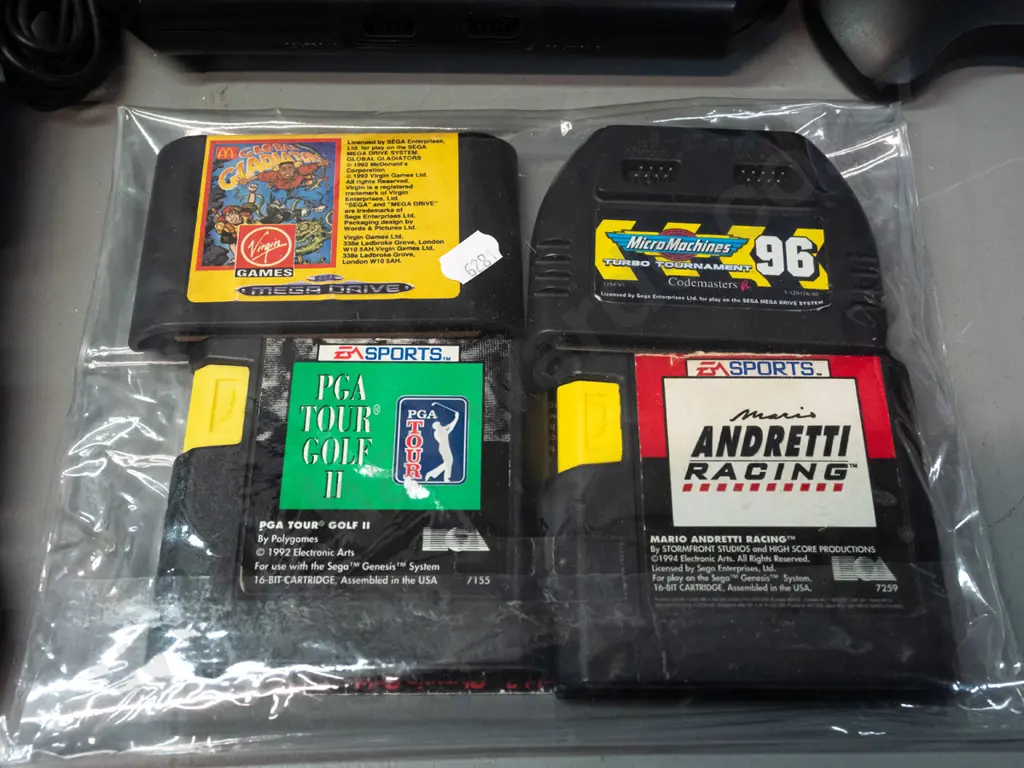 GLOBAL
GLADIATORS
Licensed by SEGA Enterprises,
Ltd. for play on the SEGA
MEGA DRIVE SYSTEM
GLOBAL GLADIATORS
© 1992 McDonald's
Corporation
© 1993 Virgin Games Ltd.
All rights Reserved.
Virgin is a registered
trademark of Virgin
Enterprises, Ltd.
"SEGA" and "MEGA DRIVE"
are trademarks of
Sega Enterprises Ltd.
Packaging design by
Words & Pictures Ltd.
Virgin Games Ltd,
338a Ladbroke Grove, London
W10 5AH. Virgin Games Ltd,
338a Ladbroke Grove,
London W10 5AH.
Virgin
GAMES
MEGA DRIVE
6281
MicroMachines
TURBO TOURNAMENT 96
Codemasters
Licensed by Sega Enterprises Ltd. for play on the SEGA MEGA DRIVE SYSTEM
EA SPORTS™
PGA
TOUR®
GOLF
II
PGA
TOUR
PGA TOUR® GOLF II
By Polygames
© 1992 Electronic Arts
For use with the Sega™ Genesis™ System
16-BIT CARTRIDGE, Assembled in the USA 7155
EA SPORTS™
Mario
ANDRETTI
RACING™
MARIO ANDRETTI RACING™
By STORMFRONT STUDIOS and HIGH SCORE PRODUCTIONS
©1994 Electronic Arts. All Rights Reserved.
Licensed by Sega Enterprises, Ltd.
For play on the Sega™ Genesis™ System.
16-BIT CARTRIDGE, Assembled in the USA. 7259